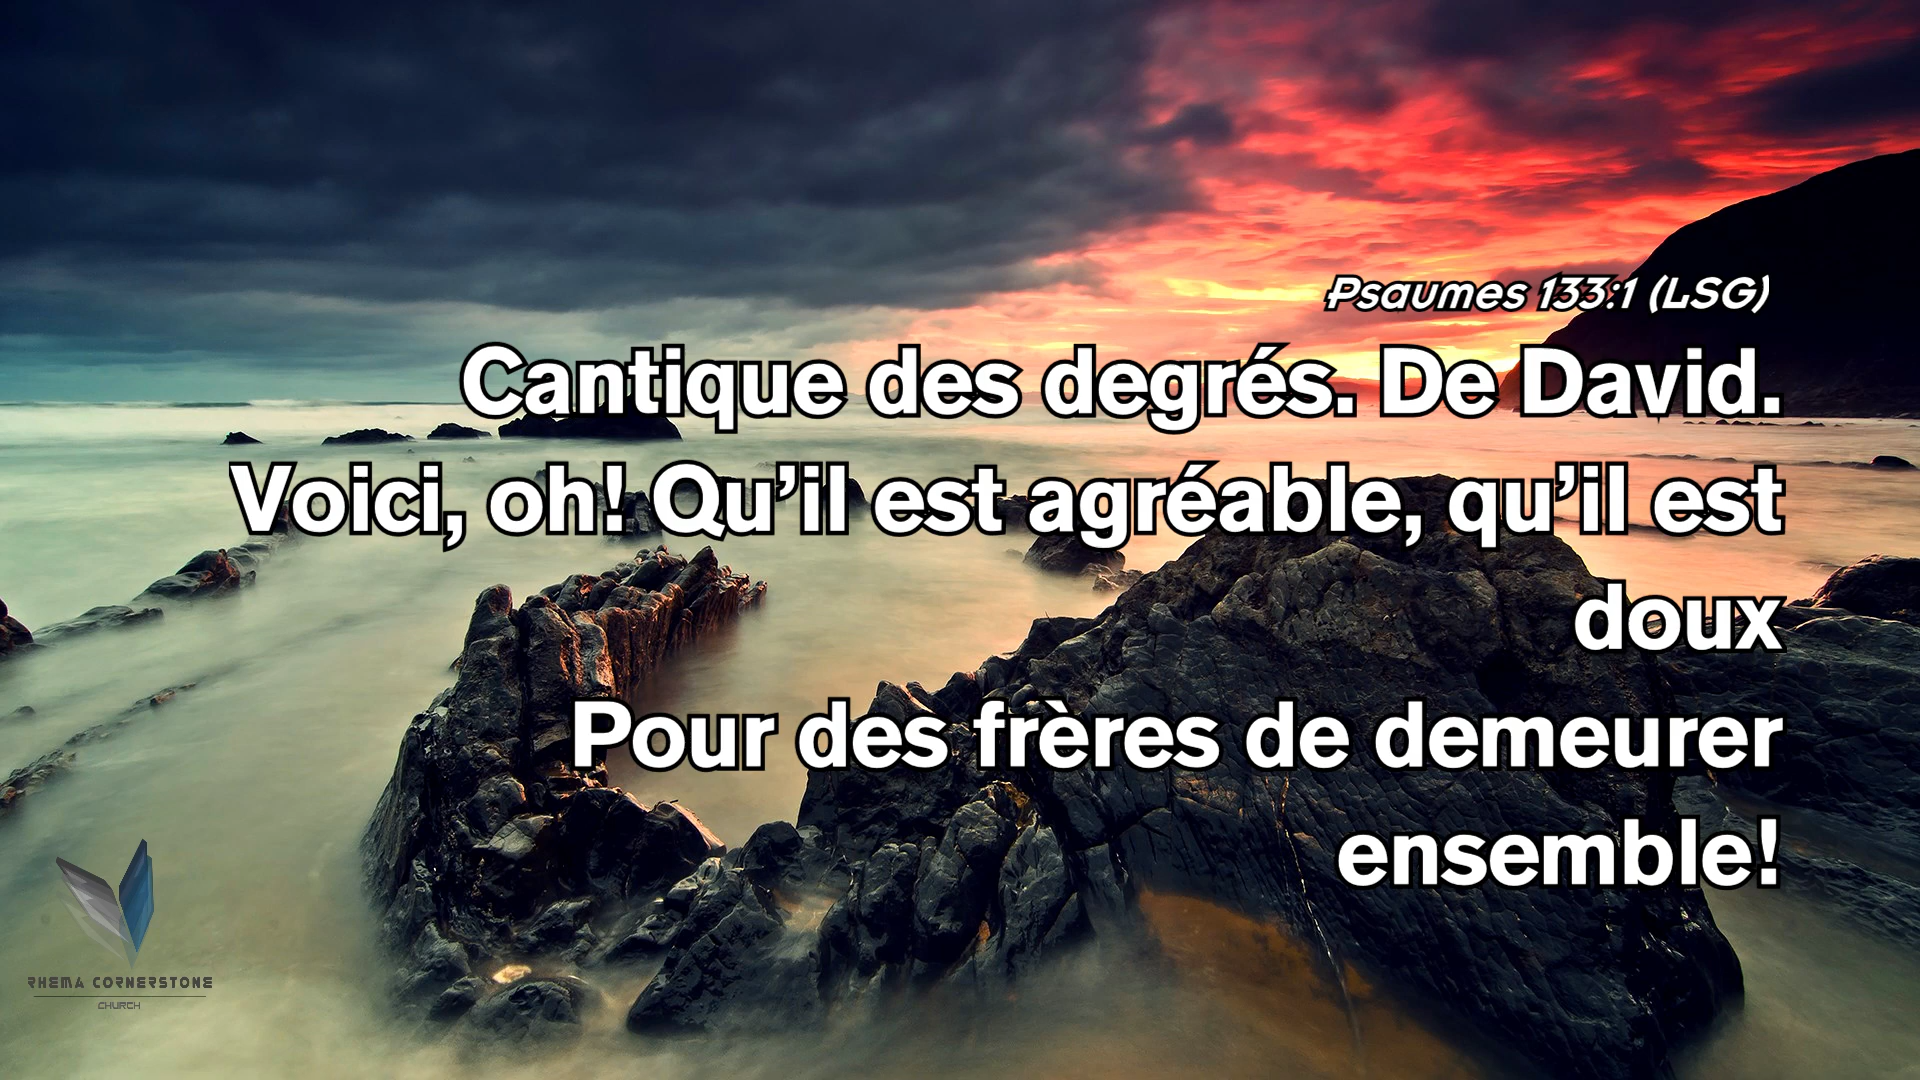 Psaumes 133:1 (LSG)
Cantique des degrés. De David.
Voici, oh! Qu’il est agréable, qu’il est
doux
Pour des frères de demeurer
ensemble!
RHEMA CORNERSTONE
CHURCH